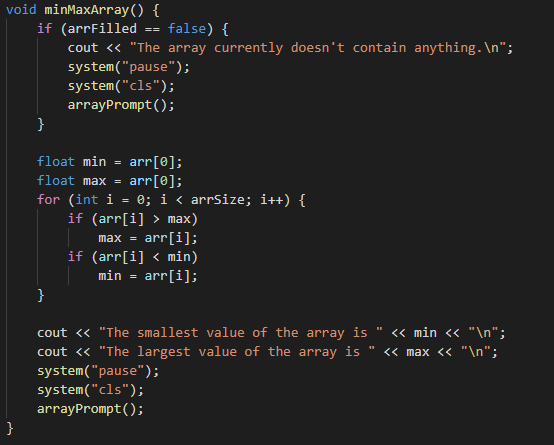 void minMaxArray() {
    if (arrFilled == false) {
        cout << "The array currently doesn't contain anything.\n";
        system("pause");
        system("cls");
        arrayPrompt();
    }

    float min = arr[0];
    float max = arr[0];
    for (int i = 0; i < arrSize; i++) {
        if (arr[i] > max)
            max = arr[i];
        if (arr[i] < min)
            min = arr[i];
    }

    cout << "The smallest value of the array is " << min << "\n";
    cout << "The largest value of the array is " << max << "\n";
    system("pause");
    system("cls");
    arrayPrompt();
}